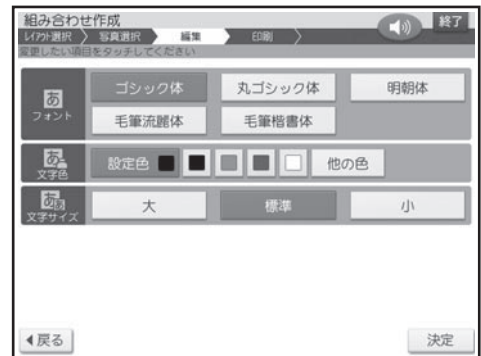 組み合わせ作成
終了
レイアウト選択 写真選択 編集 印刷
変更したい項目をタッチしてください
あ
フォント
ゴシック体 丸ゴシック体 明朝体
毛筆流麗体 毛筆楷書体
あ
文字色
設定色 他の色
あ
文字サイズ
大 標準 小
戻る 決定